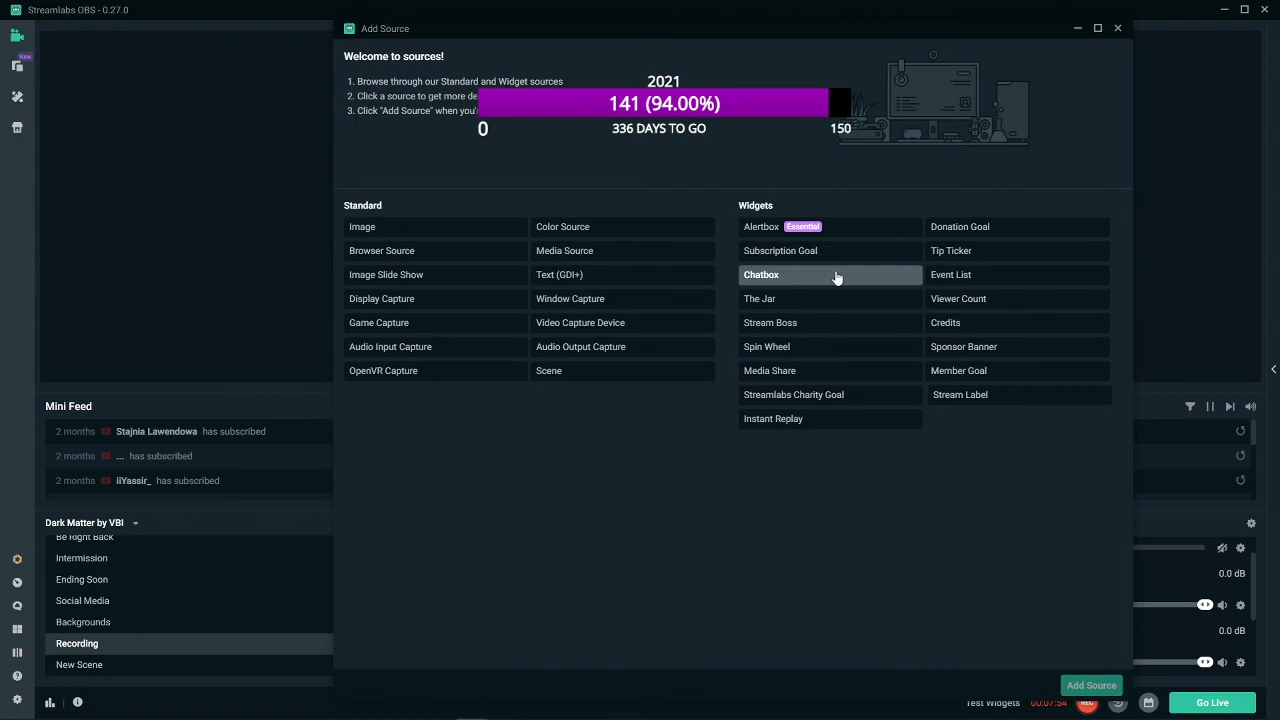 Streamlabs OBS - 0.27.0
Add Source
New
Welcome to sources!
1. Browse through our Standard and Widget sources
2. Click a source to get more de
3. Click "Add Source" when you'
2021
141 (94.00%)
0
336 DAYS TO GO
150
Standard
Image
Color Source
Browser Source
Media Source
Image Slide Show
Text (GDI+)
Display Capture
Window Capture
Game Capture
Video Capture Device
Audio Input Capture
Audio Output Capture
OpenVR Capture
Scene
Widgets
Alertbox Essential
Donation Goal
Subscription Goal
Tip Ticker
Chatbox
Event List
The Jar
Viewer Count
Stream Boss
Credits
Spin Wheel
Sponsor Banner
Media Share
Member Goal
Streamlabs Charity Goal
Stream Label
Instant Replay
Mini Feed
2 months Stajnia Lawendowa has subscribed
2 months ... has subscribed
2 months iiYassir_ has subscribed
Dark Matter by VBI
Be Right Back
Intermission
Ending Soon
Social Media
Backgrounds
Recording
New Scene
0.0 dB
0.0 dB
Add Source
Test Widgets
00:07:54
REC
Go Live